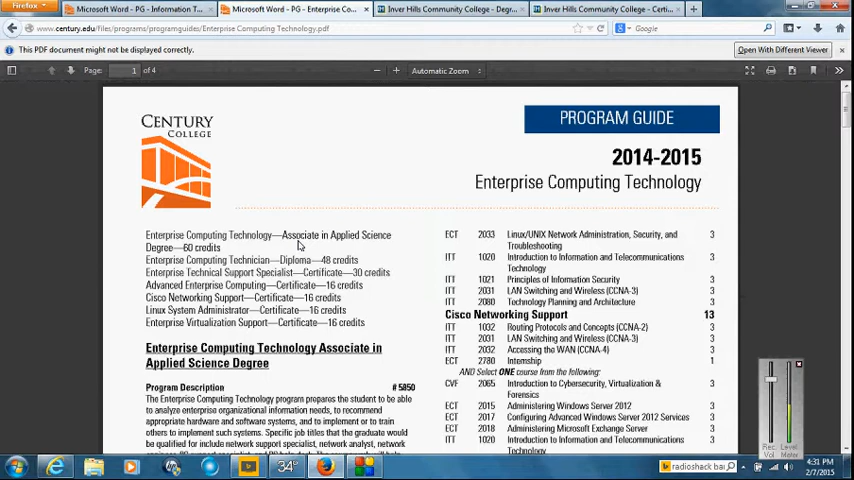 Firefox
Microsoft Word - PG - Information T...
Microsoft Word - PG - Enterprise Co...
Inver Hills Community College - Degr...
Inver Hills Community College - Certi...
www.century.edu/files/programs/programguides/Enterprise Computing Technology.pdf
Google
This PDF document might not be displayed correctly.
Open With Different Viewer
Page: 1 of 4
Automatic Zoom
CENTURY
COLLEGE
PROGRAM GUIDE
2014-2015
Enterprise Computing Technology
Enterprise Computing Technology—Associate in Applied Science
Degree—60 credits
Enterprise Computing Technician—Diploma—48 credits
Enterprise Technical Support Specialist—Certificate—30 credits
Advanced Enterprise Computing—Certificate—16 credits
Cisco Networking Support—Certificate—16 credits
Linux System Administrator—Certificate—16 credits
Enterprise Virtualization Support—Certificate—16 credits
Enterprise Computing Technology Associate in
Applied Science Degree
Program Description # 5850
The Enterprise Computing Technology program prepares the student to be able
to analyze enterprise organizational information needs, to recommend
appropriate hardware and software systems, and to implement or to train
others to implement such systems. Specific job titles that the graduate would
be qualified for include network support specialist, network analyst, network
ECT 2033 Linux/UNIX Network Administration, Security, and 3
Troubleshooting
ITT 1020 Introduction to Information and Telecommunications 3
Technology
ITT 1021 Principles of Information Security 3
ITT 2031 LAN Switching and Wireless (CCNA-3) 3
ITT 2080 Technology Planning and Architecture 3
Cisco Networking Support 13
ITT 1032 Routing Protocols and Concepts (CCNA-2) 3
ITT 2031 LAN Switching and Wireless (CCNA-3) 3
ITT 2032 Accessing the WAN (CCNA-4) 3
ECT 2780 Internship 1
AND Select ONE course from the following:
CVF 2065 Introduction to Cybersecurity, Virtualization & 3
Forensics
ECT 2015 Administering Windows Server 2012 3
ECT 2017 Configuring Advanced Windows Server 2012 Services 3
ECT 2018 Administering Microsoft Exchange Server 3
ITT 1020 Introduction to Information and Telecommunications 3
Technology
Rec. Vol
Level Meter
34°
radioshack bar
4:31 PM
2/7/2015